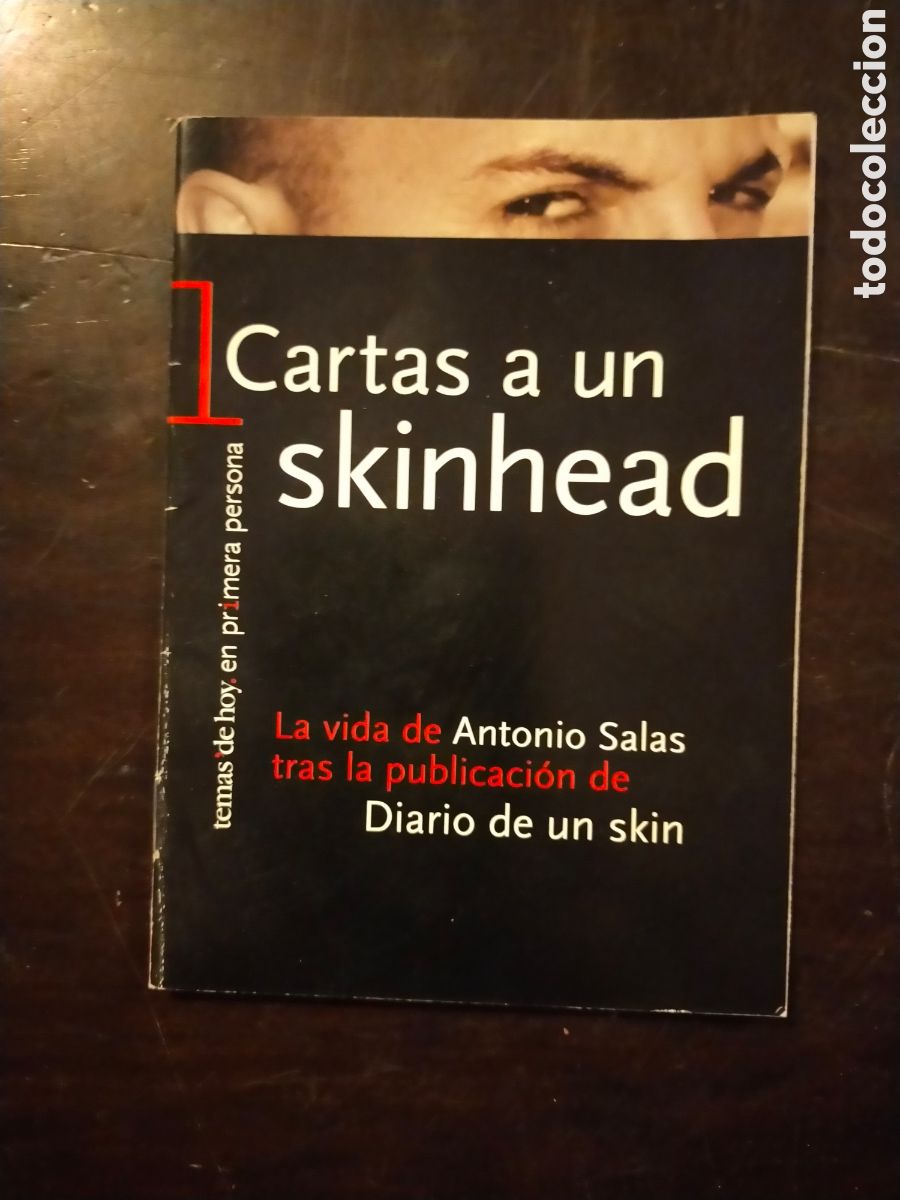 todocoleccion
1
Cartas a un
skinhead
temas'de hoy. en primera persona
La vida de Antonio Salas
tras la publicación de
Diario de un skin